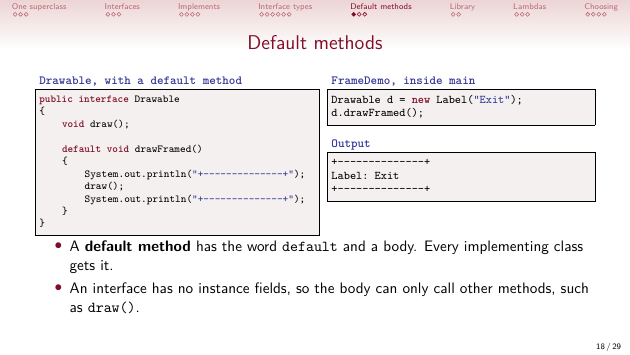 One superclass Interfaces Implements Interface types Default methods Library Lambdas Choosing
Default methods
Drawable, with a default method
public interface Drawable
{
    void draw();

    default void drawFramed()
    {
        System.out.println("+--------------+");
        draw();
        System.out.println("+--------------+");
    }
}
FrameDemo, inside main
Drawable d = new Label("Exit");
d.drawFramed();
Output
+--------------+
Label: Exit
+--------------+
• A default method has the word default and a body. Every implementing class
gets it.
• An interface has no instance fields, so the body can only call other methods, such
as draw().
18 / 29